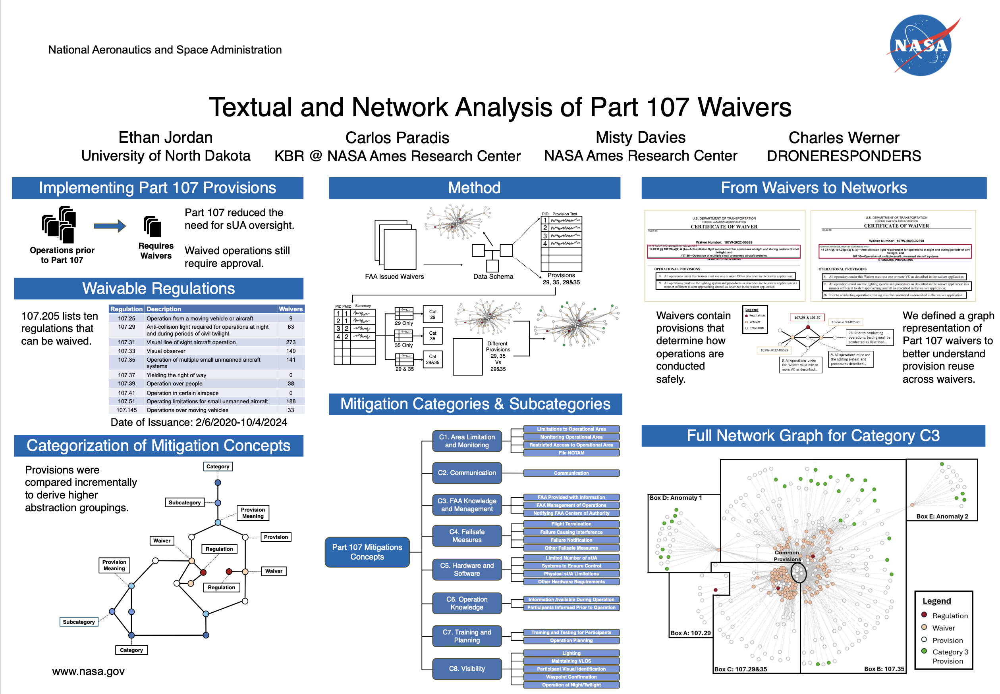 National Aeronautics and Space Administration
NASA
Textual and Network Analysis of Part 107 Waivers
Ethan Jordan
University of North Dakota
Carlos Paradis
KBR @ NASA Ames Research Center
Misty Davies
NASA Ames Research Center
Charles Werner
DRONERESPONDERS
Implementing Part 107 Provisions
Operations prior
to Part 107
Requires
Waivers
Part 107 reduced the
need for sUA oversight.
Waived operations still
require approval.
Waivable Regulations
107.205 lists ten
regulations that
can be waived.
Regulation Description Waivers
107.25 Operation from a moving vehicle or aircraft 9
107.29 Anti-collision light required for operations at night 63
and during periods of civil twilight
107.31 Visual line of sight aircraft operation 273
107.33 Visual observer 149
107.35 Operation of multiple small unmanned aircraft 141
systems
107.37 Yielding the right of way 0
107.39 Operation over people 38
107.41 Operation in certain airspace 0
107.51 Operating limitations for small unmanned aircraft 188
107.145 Operations over moving vehicles 33
Date of Issuance: 2/6/2020-10/4/2024
Categorization of Mitigation Concepts
Provisions were
compared incrementally
to derive higher
abstraction groupings.
Category
Subcategory
Provision
Meaning
Waiver
Provision
Regulation
Provision
Meaning
Waiver
Regulation
Subcategory
Category
www.nasa.gov
Method
FAA Issued Waivers
Data Schema
PID Provision Text
1
2
3
4
Provisions
29, 35, 29&35
PID PMID Summary
1 1
2 1
3 2
4 2
29 Only
Cat
29
35 Only
Cat
35
29 & 35
Cat
29&35
Different
Provisions
29, 35
Vs
29&35
Mitigation Categories & Subcategories
Part 107 Mitigations
Concepts
C1. Area Limitation
and Monitoring
Limitations to Operational Area
Monitoring Operational Area
Restricted Access to Operational Area
File NOTAM
C2. Communication
Communication
C3. FAA Knowledge
and Management
FAA Provided with Information
FAA Management of Operations
Notifying FAA Centers of Authority
C4. Failsafe
Measures
Flight Termination
Failure Causing Interference
Failure Notification
Other Failsafe Measures
C5. Hardware and
Software
Limited Number of sUA
Systems to Ensure Control
Physical sUA Limitations
Other Hardware Requirements
C6. Operation
Knowledge
Information Available During Operation
Participants Informed Prior to Operation
C7. Training and
Planning
Training and Testing for Participants
Operation Planning
C8. Visibility
Lighting
Maintaining VLOS
Participant Visual Identification
Waypoint Confirmation
Operation at Night/Twilight
From Waivers to Networks
U.S. DEPARTMENT OF TRANSPORTATION
FEDERAL AVIATION ADMINISTRATION
CERTIFICATE OF WAIVER
ISSUED TO
Waiver Number: 107W-2022-00689
LIST OF WAIVED REGULATIONS BY SECTION AND TITLE
14 CFR §§ 107.29(a)(2) & (b)—Anti-collision light requirement for operations at night and during periods of civil
twilight, and
107.35—Operation of multiple small unmanned aircraft systems
STANDARD PROVISIONS
OPERATIONAL PROVISIONS
8. All operations under this Waiver must use one or more VO as described in the waiver application;
9. All operations must use the lighting system and procedures as described in the waiver application in a
manner sufficient to alert approaching aircraft as described in the waiver application;
U.S. DEPARTMENT OF TRANSPORTATION
FEDERAL AVIATION ADMINISTRATION
CERTIFICATE OF WAIVER
ISSUED TO
Waiver Number: 107W-2023-02590
LIST OF WAIVED REGULATIONS BY SECTION AND TITLE
14 CFR §§ 107.29(a)(2) & (b)—Anti-collision light requirement for operations at night and during periods of civil
twilight, and
107.35—Operation of multiple small unmanned aircraft systems
STANDARD PROVISIONS
OPERATIONAL PROVISOINS
8. All operations under this Waiver must use one or more VO as described in the waiver application;
9. All operations must use the lighting system and procedures as described in the waiver application in a
manner sufficient to alert approaching aircraft as described in the waiver application;
26. Prior to conducting operations, testing must be conducted as described in the waiver application;
Waivers contain
provisions that
determine how
operations are
conducted
safely.
Legend
Regulation
Waiver
Provision
107.29 & 107.35
107W-2023-02590
26. Prior to conducting
operations, testing must be
conducted as described...
107W-2022-00689
8. All operations under
this Waiver must one or
more VO as described...
9. All operations must use
the lighting system and
procedures described...
We defined a graph
representation of
Part 107 waivers to
better understand
provision reuse
across waivers.
Full Network Graph for Category C3
Box D: Anomaly 1
Box E: Anomaly 2
Common
Provisions
Box A: 107.29
Box C: 107.29&35
Box B: 107.35
Legend
Regulation
Waiver
Provision
Category 3
Provision